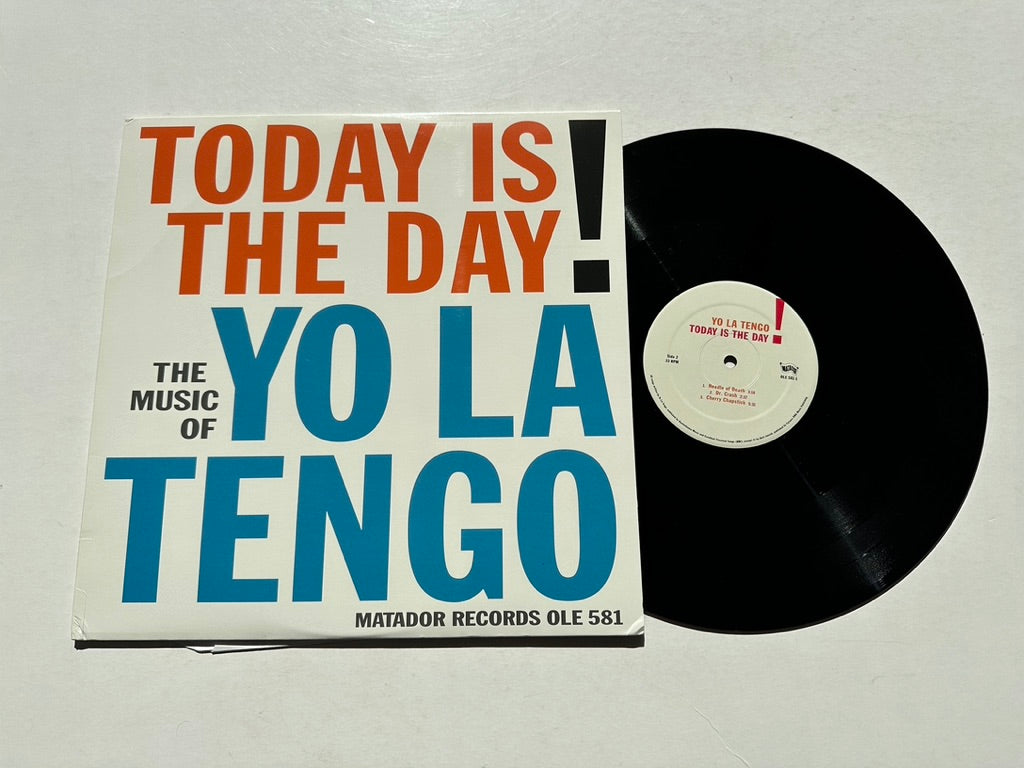 TODAY IS
THE DAY!
THE
MUSIC
OF
YO LA
TENGO
MATADOR RECORDS OLE 581
YO LA TENGO
TODAY IS THE DAY!
Side 2
33 RPM
OLE 581-1
1. Needle of Death
2. Dr. Crash
3. Cherry Chapstick